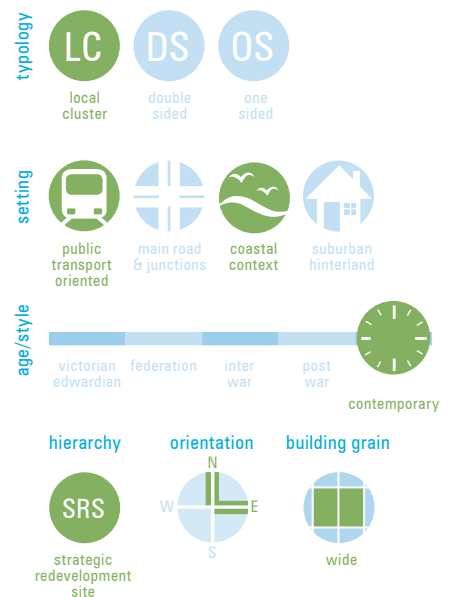 typology
LC DS OS
local cluster
double sided
one sided
setting
public transport oriented
main road & junctions
coastal context
suburban hinterland
age/style
victorian edwardian
federation
inter war
post war
contemporary
hierarchy
orientation
building grain
SRS
N
W
E
S
strategic redevelopment site
wide